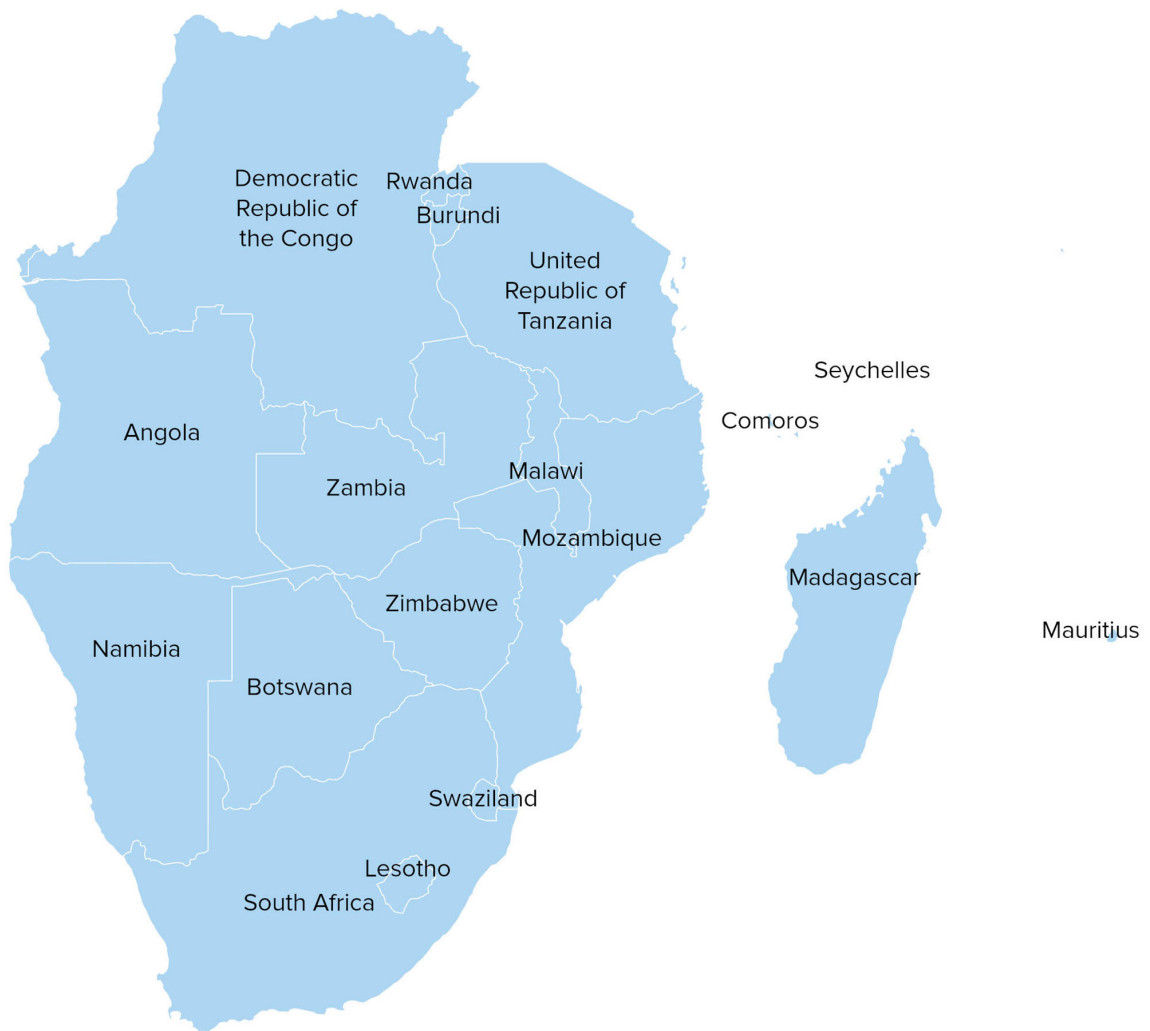 Democratic
Republic of
the Congo
Rwanda
Burundi
United
Republic of
Tanzania
Seychelles
Comoros
Angola
Malawi
Zambia
Mozambique
Madagascar
Zimbabwe
Mauritius
Namibia
Botswana
Swaziland
Lesotho
South Africa